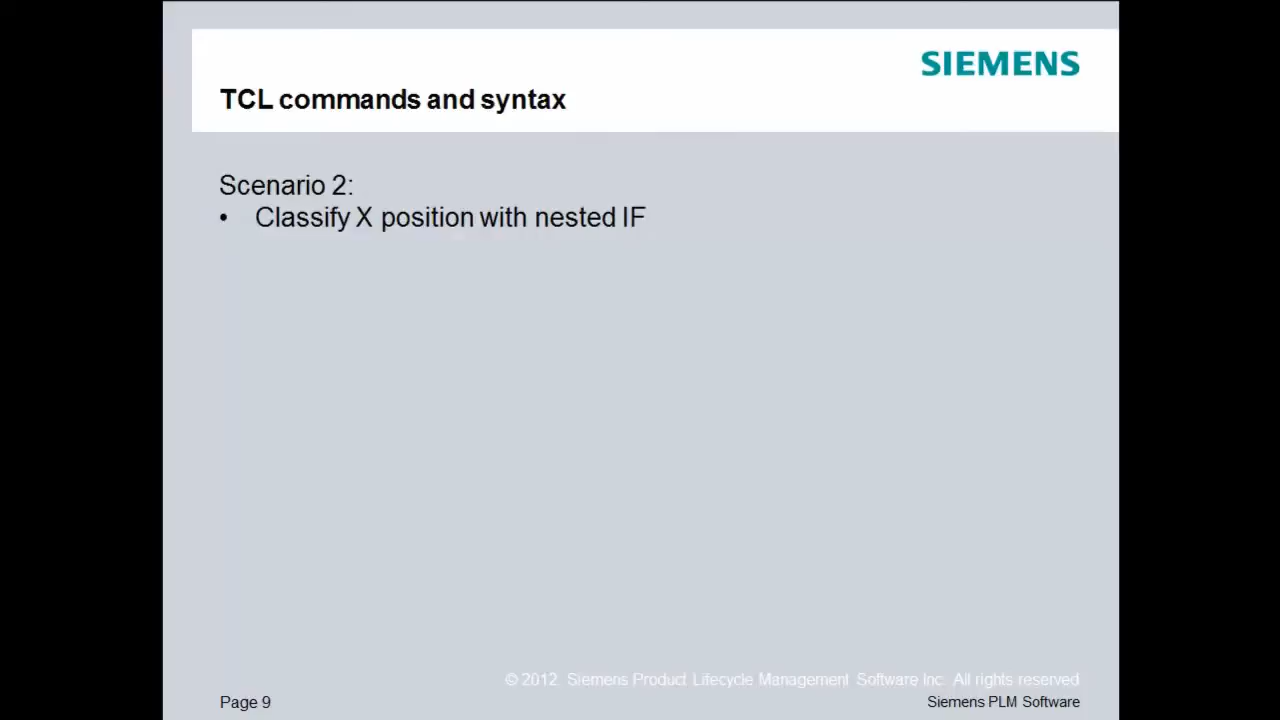 SIEMENS
TCL commands and syntax
Scenario 2:
• Classify X position with nested IF
© 2012. Siemens Product Lifecycle Management Software Inc. All rights reserved
Page 9
Siemens PLM Software